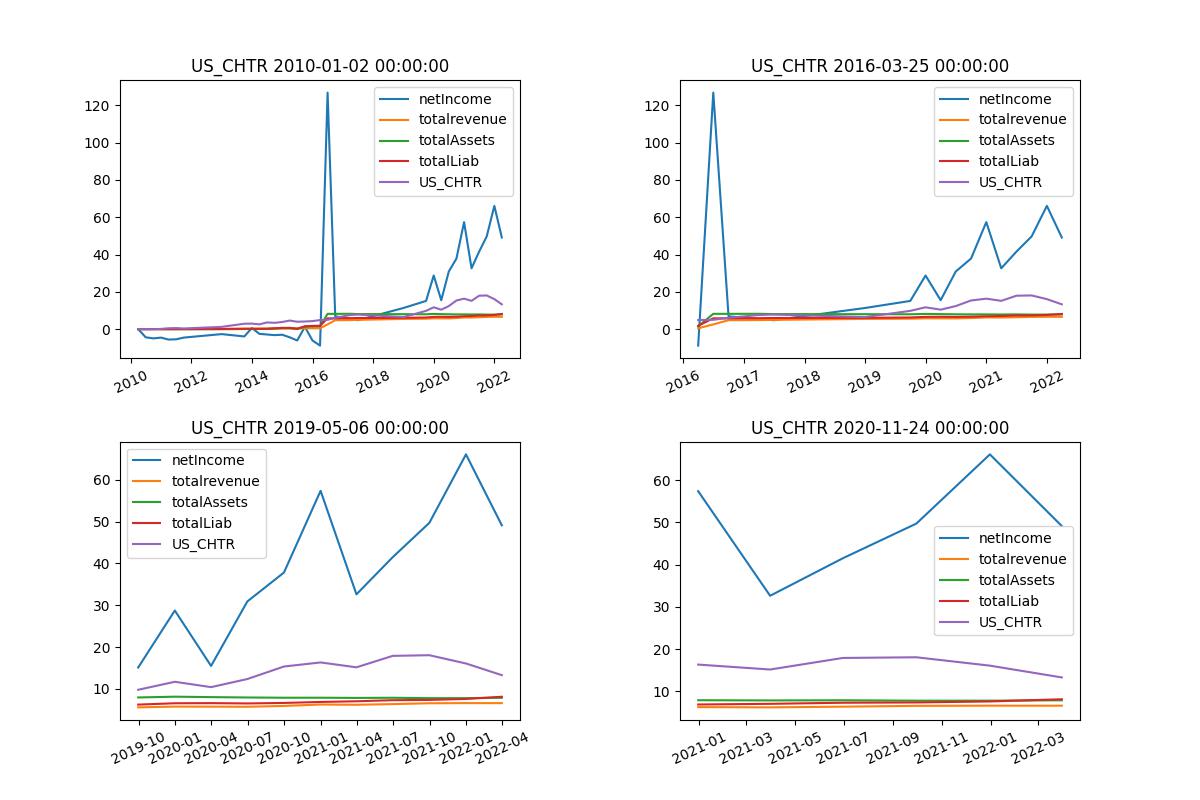 US_CHTR 2010-01-02 00:00:00
120
100
80
60
40
20
0
netIncome
totalrevenue
totalAssets
totalLiab
US_CHTR
2010
2012
2014
2016
2018
2020
2022
US_CHTR 2016-03-25 00:00:00
120
100
80
60
40
20
0
netIncome
totalrevenue
totalAssets
totalLiab
US_CHTR
2016
2017
2018
2019
2020
2021
2022
US_CHTR 2019-05-06 00:00:00
60
50
40
30
20
10
netIncome
totalrevenue
totalAssets
totalLiab
US_CHTR
2019-10
2020-01
2020-04
2020-07
2020-10
2021-01
2021-04
2021-07
2021-10
2022-01
2022-04
US_CHTR 2020-11-24 00:00:00
60
50
40
30
20
10
netIncome
totalrevenue
totalAssets
totalLiab
US_CHTR
2021-01
2021-03
2021-05
2021-07
2021-09
2021-11
2022-01
2022-03